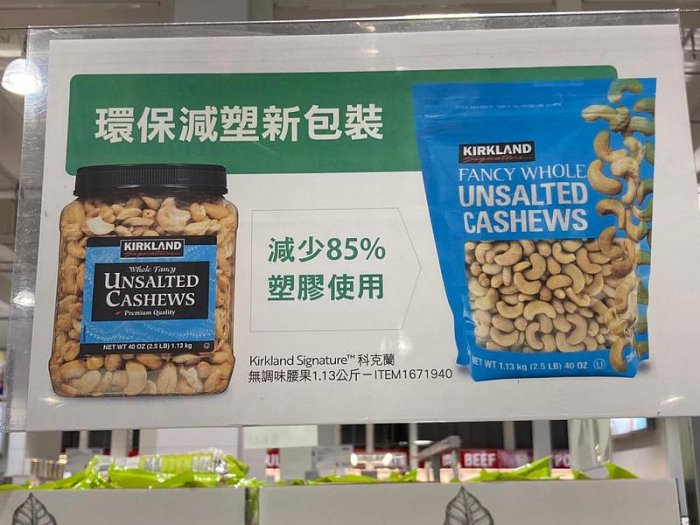 環保減塑新包裝
KIRKLAND
Signature
Whole Fancy
UNSALTED
CASHEWS
Premium Quality
NET WT 40 OZ (2.5 LB) 1.13 kg
減少85%
塑膠使用
KIRKLAND
Signature
FANCY WHOLE
UNSALTED
CASHEWS
NET WT 1.13 kg (2.5 LB) 40 OZ
Kirkland Signature™ 科克蘭
無調味腰果1.13公斤－ITEM1671940
BEEF